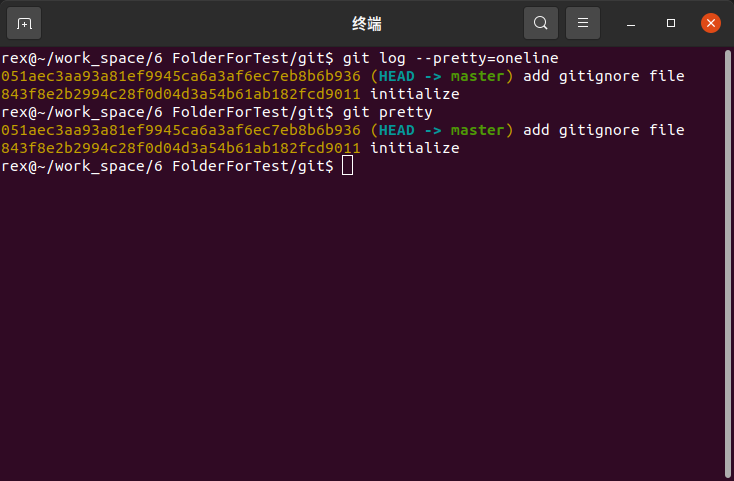 终端
rex@~/work_space/6 FolderForTest/git$ git log --pretty=oneline
051aec3aa93a81ef9945ca6a3af6ec7eb8b6b936 (HEAD -> master) add gitignore file
843f8e2b2994c28f0d04d3a54b61ab182fcd9011 initialize
rex@~/work_space/6 FolderForTest/git$ git pretty
051aec3aa93a81ef9945ca6a3af6ec7eb8b6b936 (HEAD -> master) add gitignore file
843f8e2b2994c28f0d04d3a54b61ab182fcd9011 initialize
rex@~/work_space/6 FolderForTest/git$